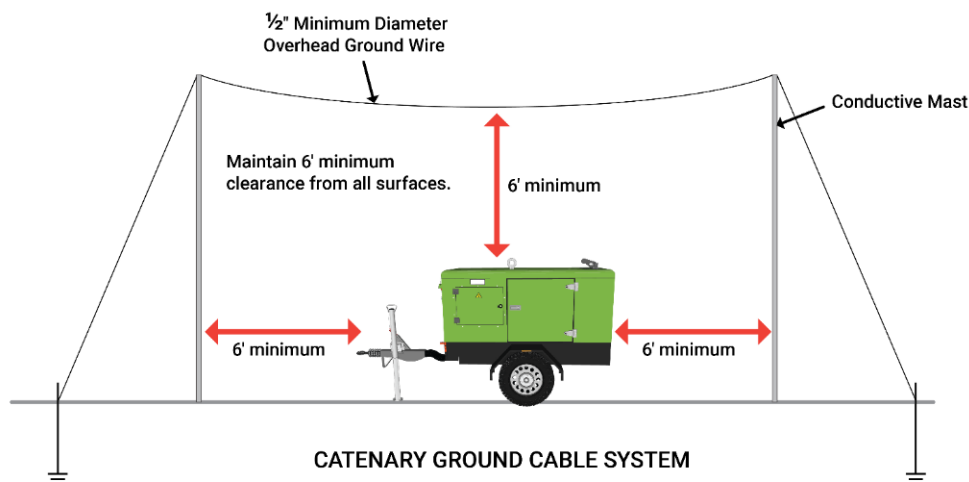 ½" Minimum Diameter
Overhead Ground Wire
Conductive Mast
Maintain 6' minimum
clearance from all surfaces.
6' minimum
6' minimum
6' minimum
CATENARY GROUND CABLE SYSTEM